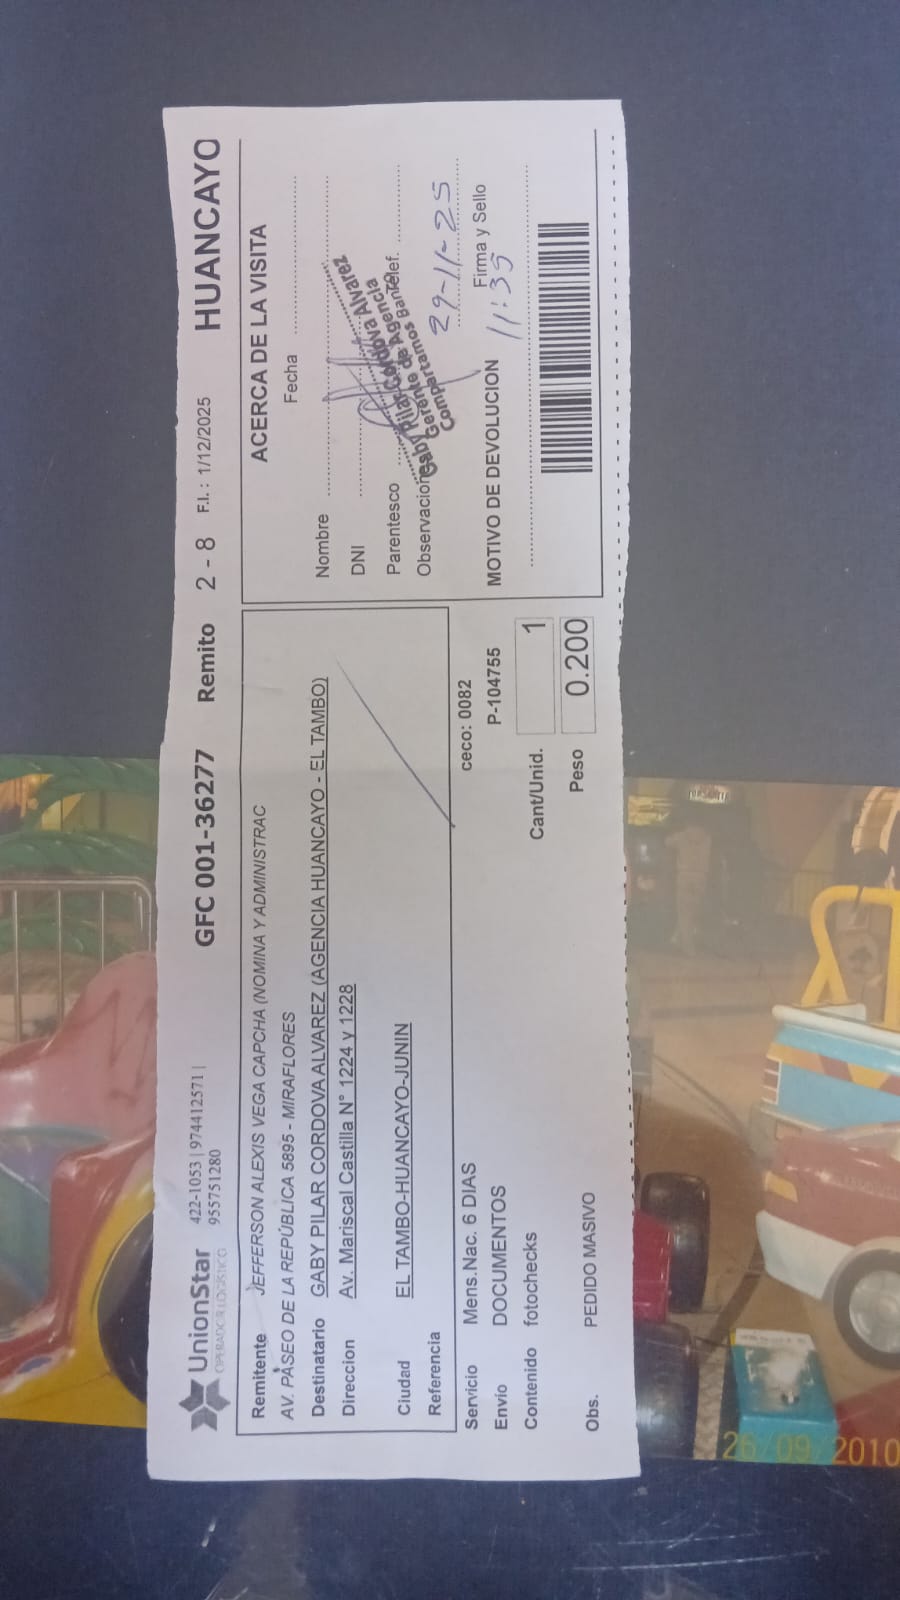 UnionStar
OPERADOR LOGÍSTICO
422-1053 | 974412571 |
955751280
GFC 001-36277
Remito 2 - 8
F.I. : 1/12/2025
HUANCAYO
Remitente JEFFERSON ALEXIS VEGA CAPCHA (NOMINA Y ADMINISTRAC
AV. PASEO DE LA REPÚBLICA 5895 - MIRAFLORES
Destinatario GABY PILAR CORDOVA ALVAREZ (AGENCIA HUANCAYO - EL TAMBO)
Direccion Av. Mariscal Castilla N° 1224 y 1228
Ciudad EL TAMBO-HUANCAYO-JUNIN
Referencia
Servicio Mens.Nac. 6 DIAS
ceco: 0082
Envio DOCUMENTOS
P-104755
Contenido fotochecks
Cant/Unid. 1
Peso 0.200
Obs. PEDIDO MASIVO
ACERCA DE LA VISITA
Fecha
Nombre
DNI
Parentesco
Telef.
Observaciones
Gaby Pilar Cordova Alvarez
Gerente de Agencia
Compartamos Banco
29-11-25
11:35
Firma y Sello
MOTIVO DE DEVOLUCION
26/09/2010